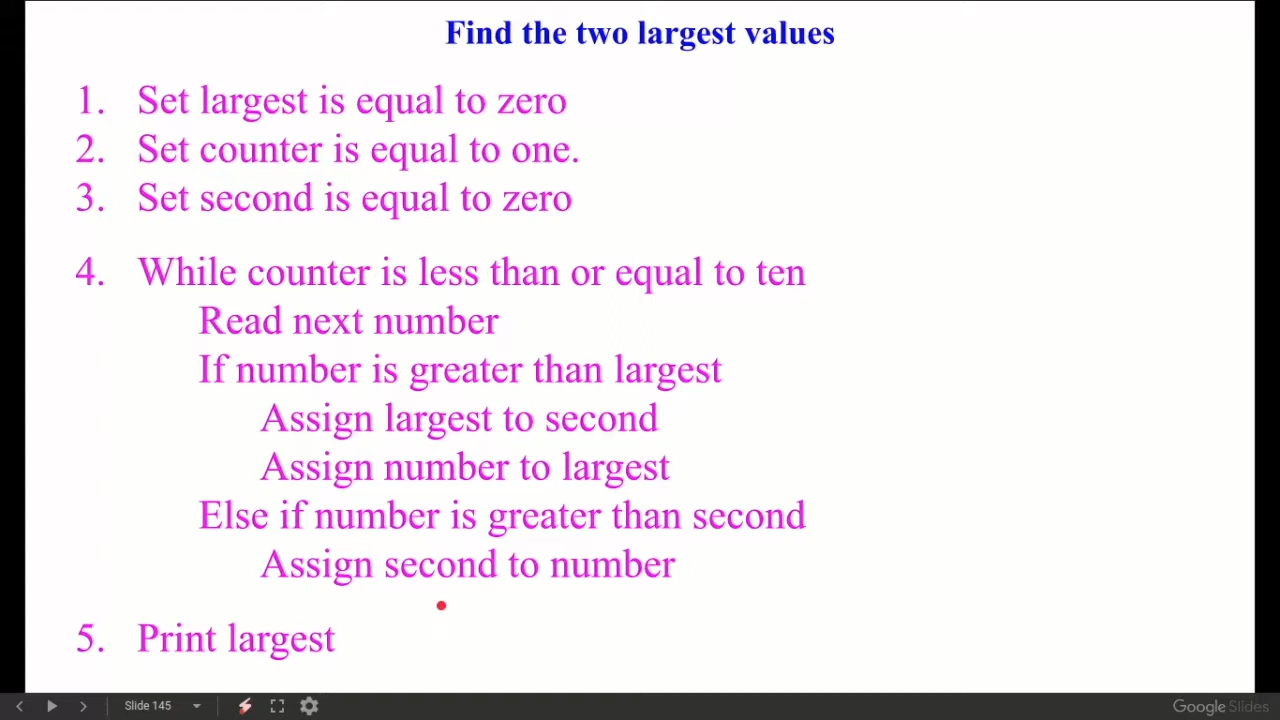 Find the two largest values
1. Set largest is equal to zero
2. Set counter is equal to one.
3. Set second is equal to zero
4. While counter is less than or equal to ten
Read next number
If number is greater than largest
Assign largest to second
Assign number to largest
Else if number is greater than second
Assign second to number
5. Print largest
Slide 145
Google Slides